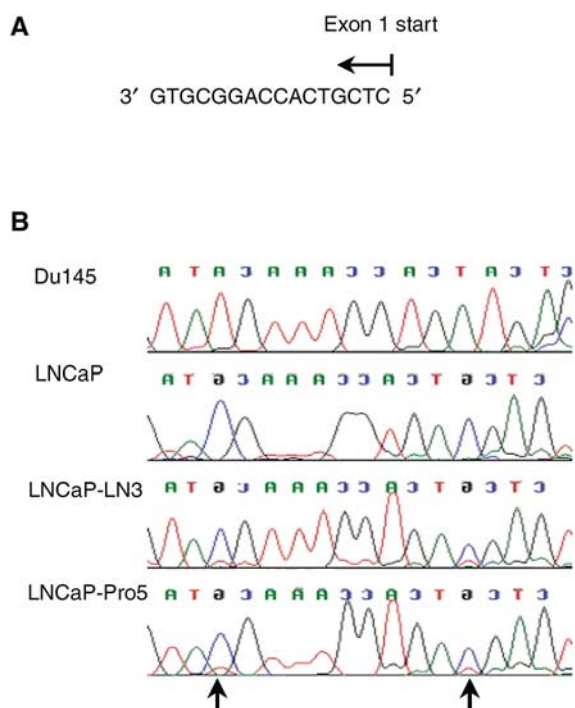 A
Exon 1 start
3′ GTGCGGACCACTGCTC 5′
B
Du145 A T A C A A A C C A C T A C T C
LNCaP A T G C A A A C C A C T G C T C
LNCaP-LN3 A T G C A A A C C A C T G C T C
LNCaP-Pro5 A T G C A A A C C A C T G C T C